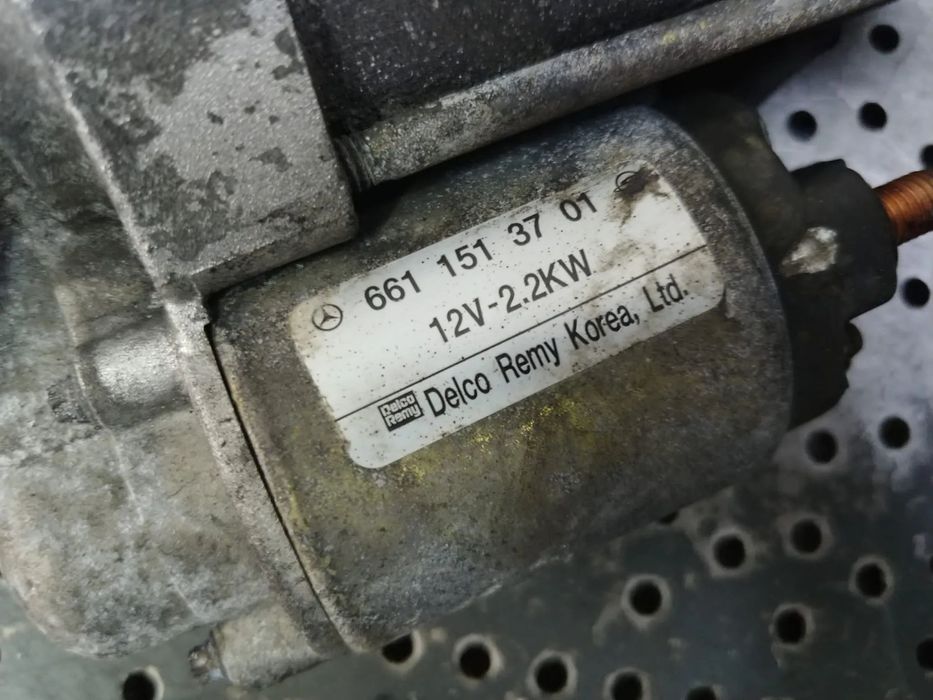 661 151 37 01
12V-2.2KW
Delco Remy Delco Remy Korea, Ltd.